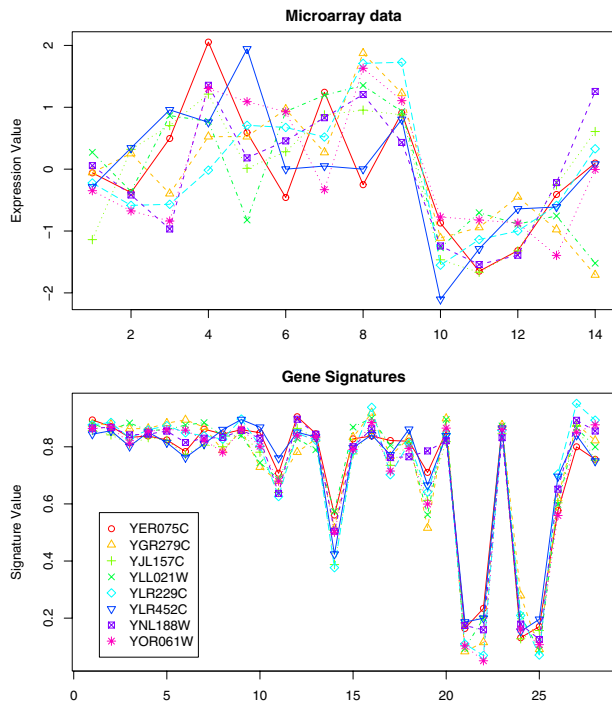 Microarray data
Expression Value
2
1
0
−1
−2
2 4 6 8 10 12 14
Gene Signatures
Signature Value
0.8
0.6
0.4
0.2
YER075C
YGR279C
YJL157C
YLL021W
YLR229C
YLR452C
YNL188W
YOR061W
0 5 10 15 20 25